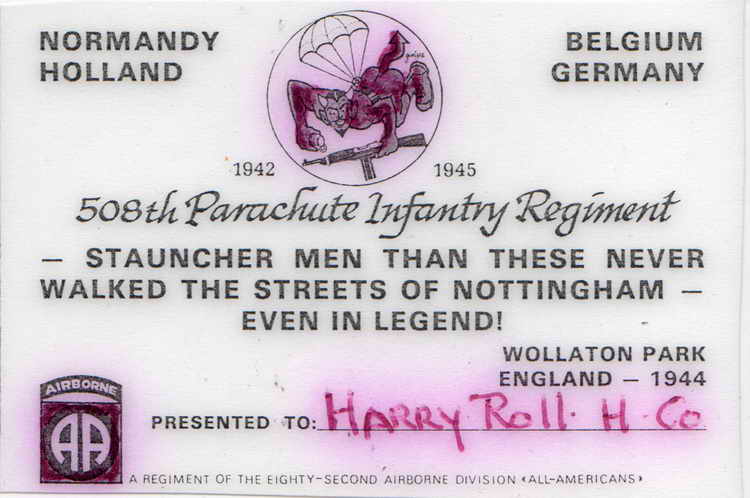 NORMANDY
HOLLAND
BELGIUM
GERMANY
1942
1945
508th Parachute Infantry Regiment
— STAUNCHER MEN THAN THESE NEVER
WALKED THE STREETS OF NOTTINGHAM —
EVEN IN LEGEND!
WOLLATON PARK
ENGLAND — 1944
AIRBORNE
AA
PRESENTED TO: HARRY Roll. H. Co
A REGIMENT OF THE EIGHTY-SECOND AIRBORNE DIVISION «ALL-AMERICANS»